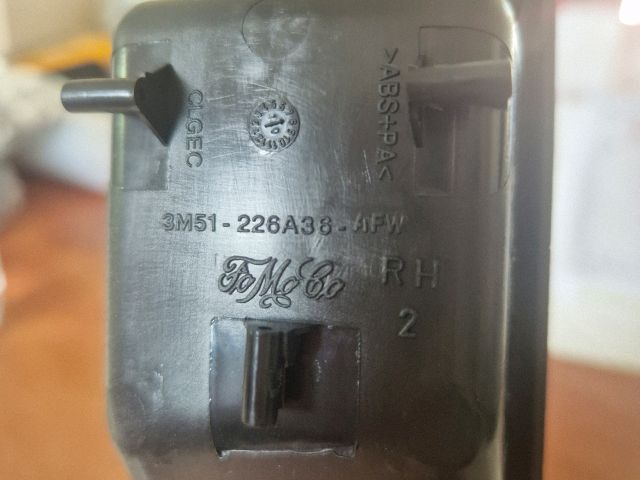 CLGEC
>ABS+PA<
3M51-226A36-AFW
FoMoCo
RH
2